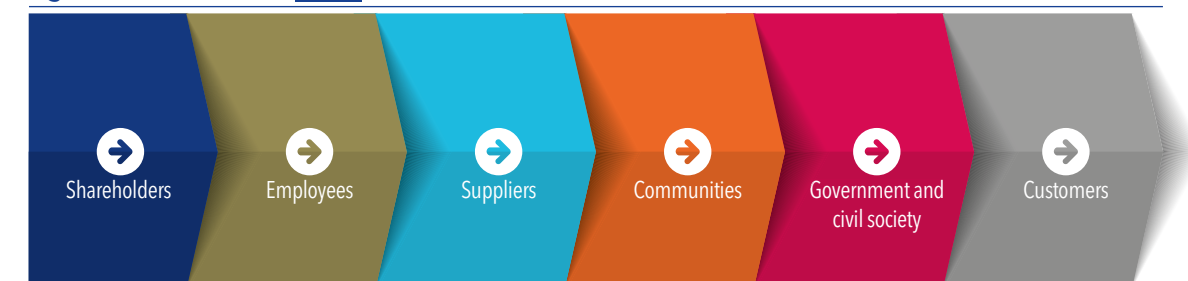 Shareholders
Employees
Suppliers
Communities
Government and
civil society
Customers